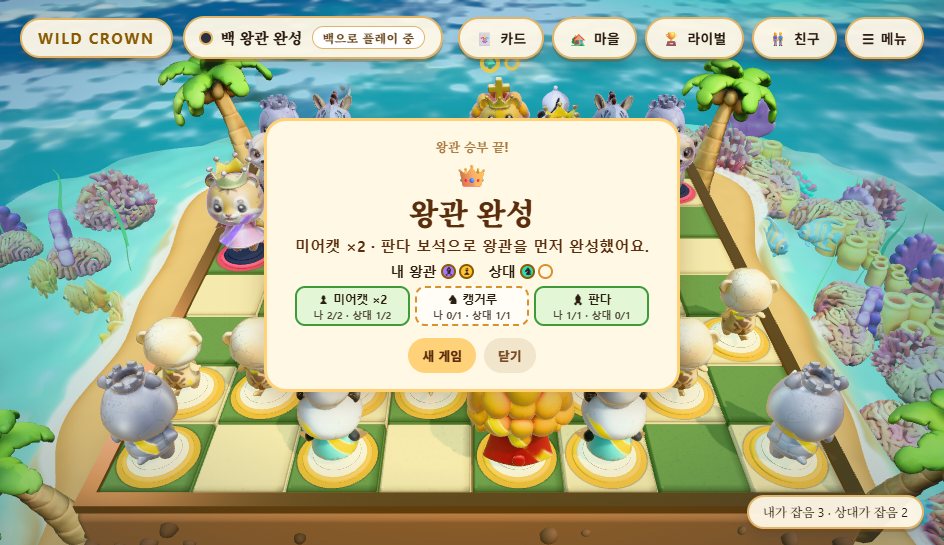 WILD CROWN
백 왕관 완성 백으로 플레이 중
카드
마을
라이벌
친구
☰ 메뉴
왕관 승부 끝!
왕관 완성
미어캣 ×2 · 판다 보석으로 왕관을 먼저 완성했어요.
내 왕관 상대
미어캣 ×2
나 2/2 · 상대 1/2
캥거루
나 0/1 · 상대 1/1
판다
나 1/1 · 상대 0/1
새 게임
닫기
내가 잡음 3 · 상대가 잡음 2